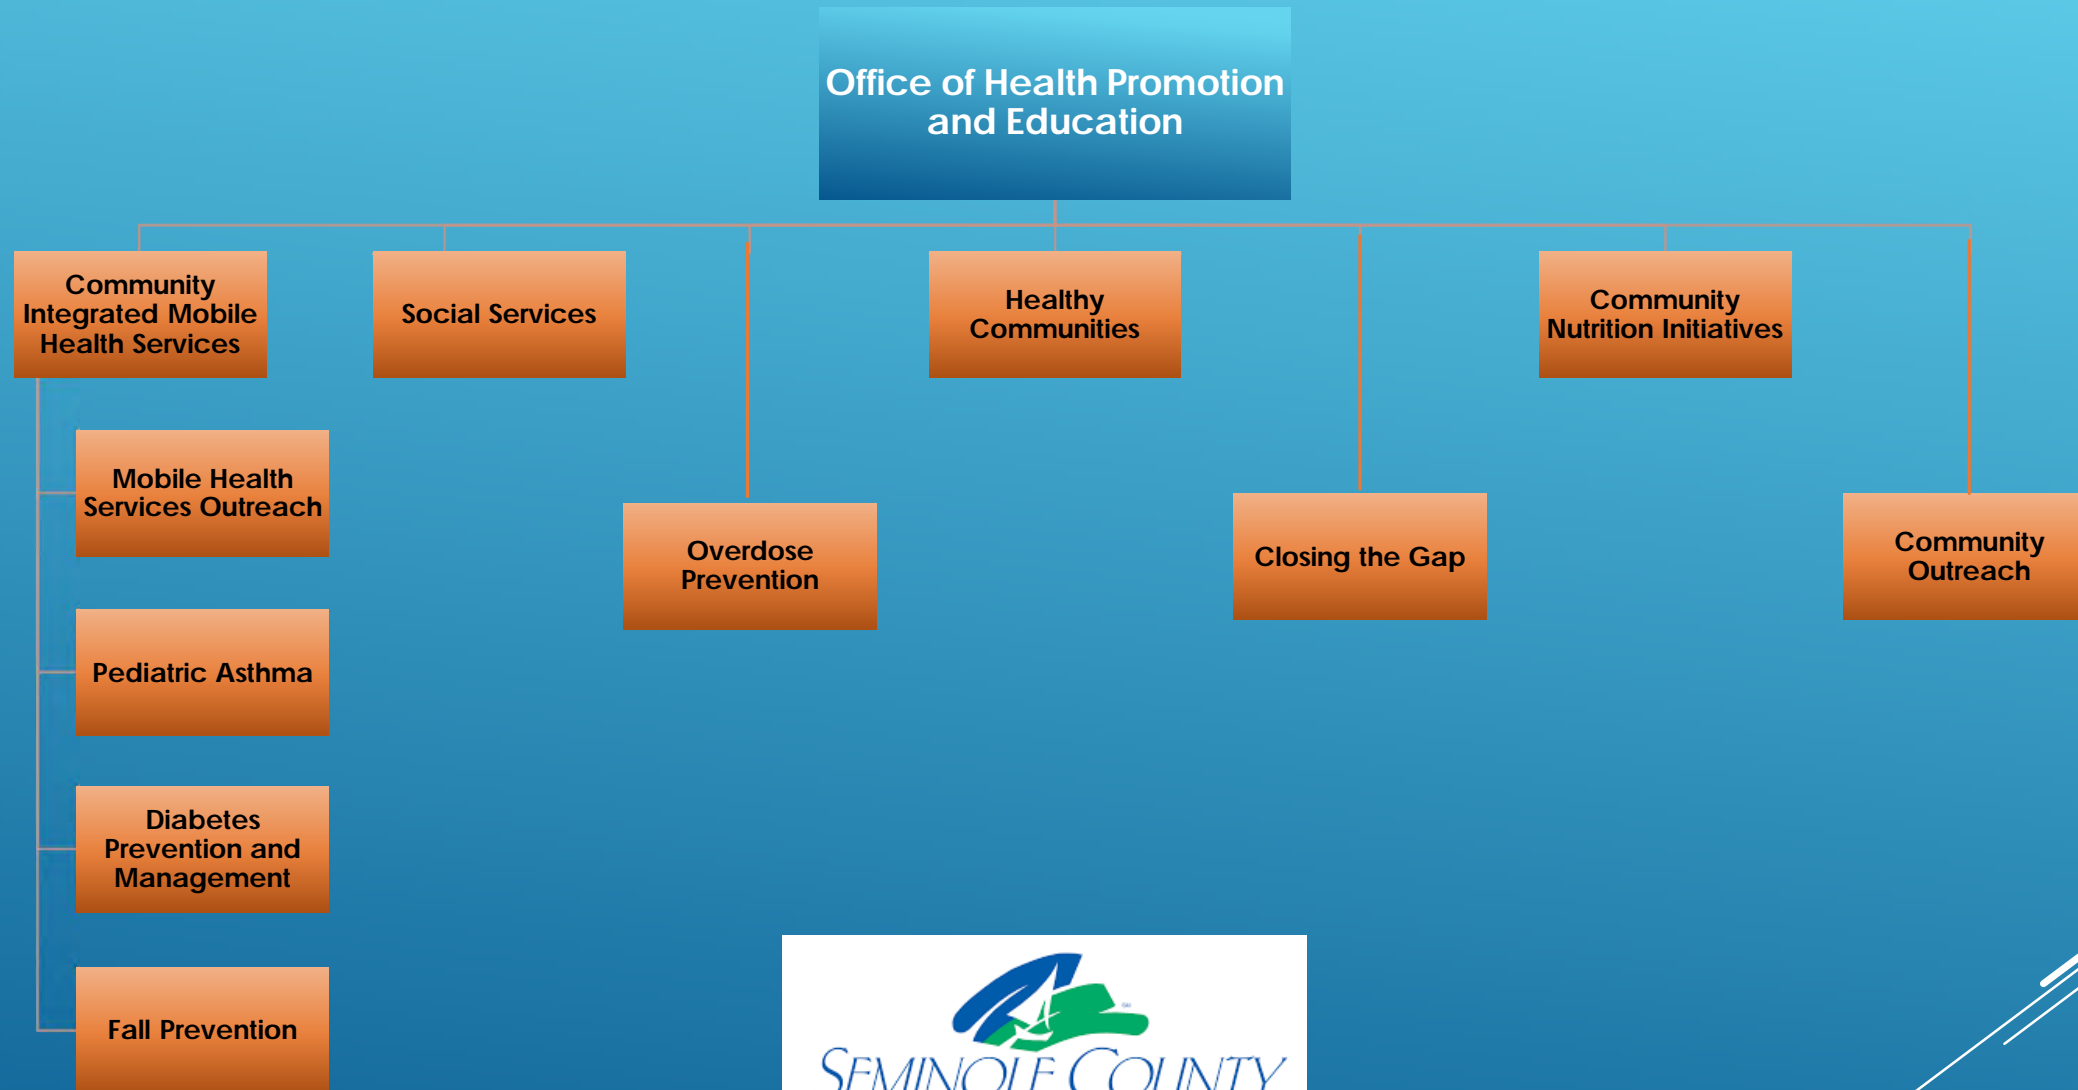 Office of Health Promotion
and Education
Community
Integrated Mobile
Health Services
Social Services
Healthy
Communities
Community
Nutrition Initiatives
Mobile Health
Services Outreach
Overdose
Prevention
Closing the Gap
Community
Outreach
Pediatric Asthma
Diabetes
Prevention and
Management
Fall Prevention
SEMINOLE COUNTY